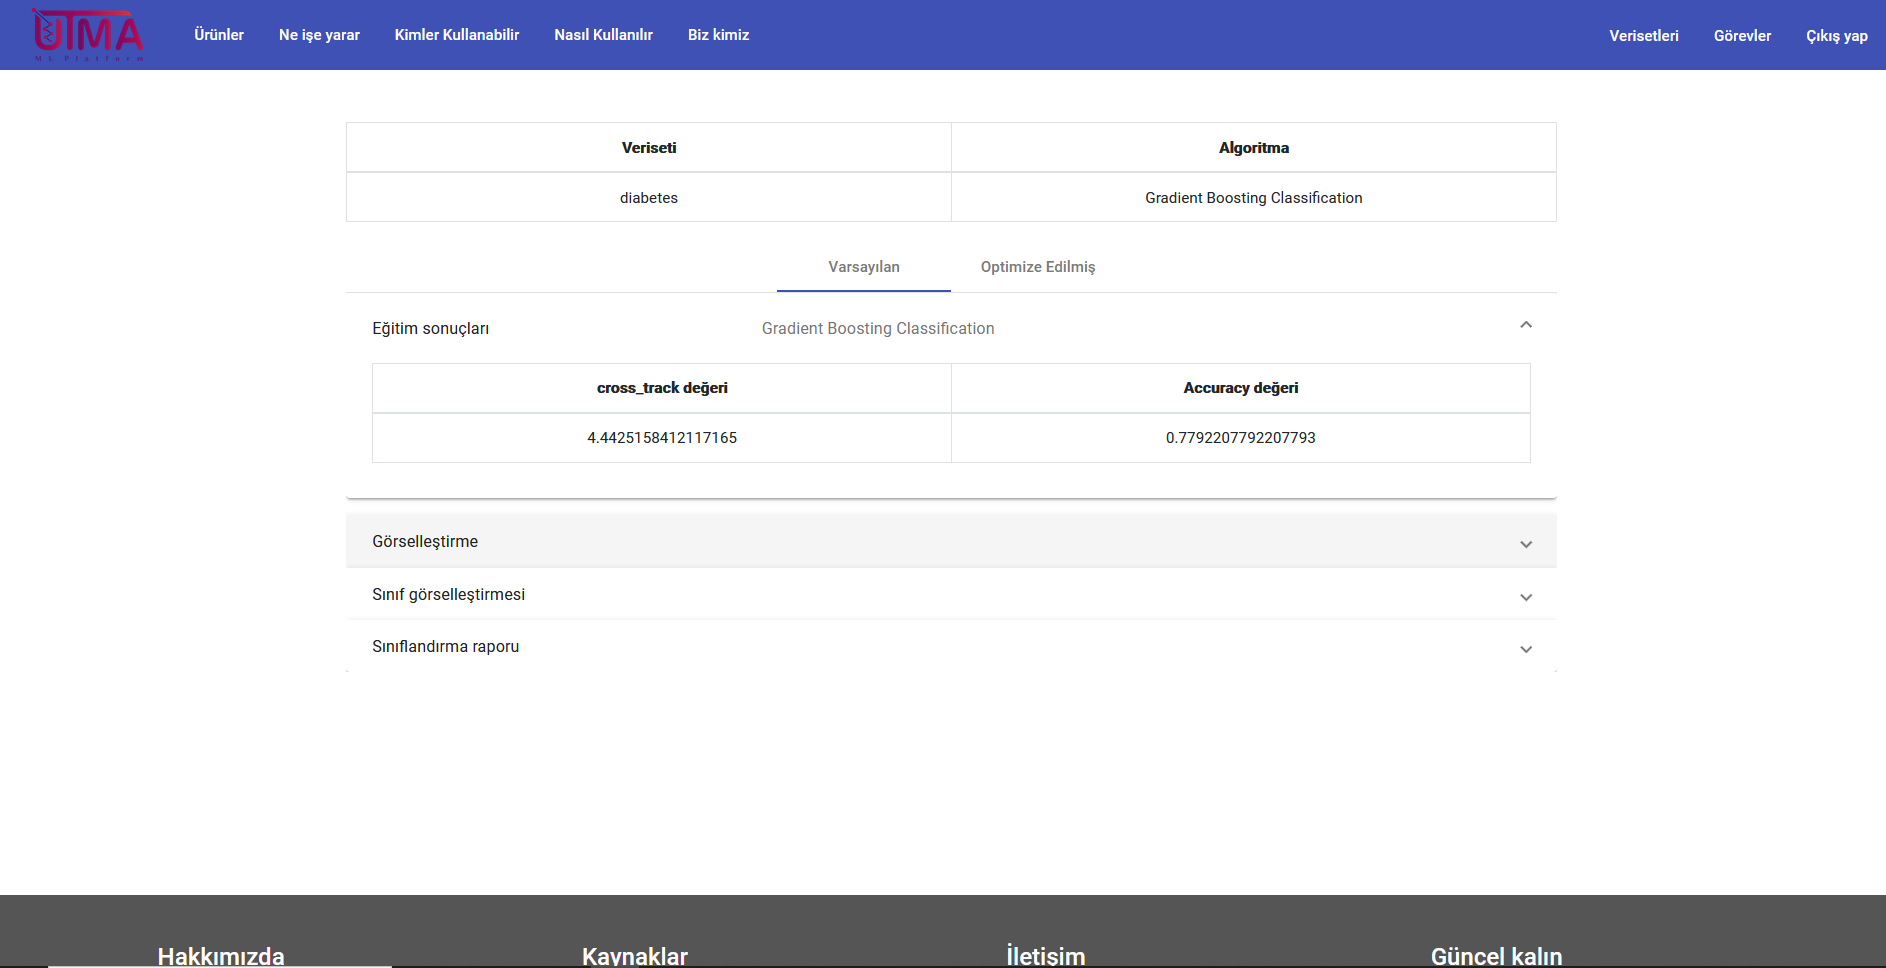 UTMA
ML Platform
Ürünler Ne işe yarar Kimler Kullanabilir Nasıl Kullanılır Biz kimiz Verisetleri Görevler Çıkış yap
Veriseti Algoritma
diabetes Gradient Boosting Classification
Varsayılan Optimize Edilmiş
Eğitim sonuçları Gradient Boosting Classification
cross_track değeri Accuracy değeri
4.4425158412117165 0.7792207792207793
Görselleştirme
Sınıf görselleştirmesi
Sınıflandırma raporu
Hakkımızda Kaynaklar İletişim Güncel kalın